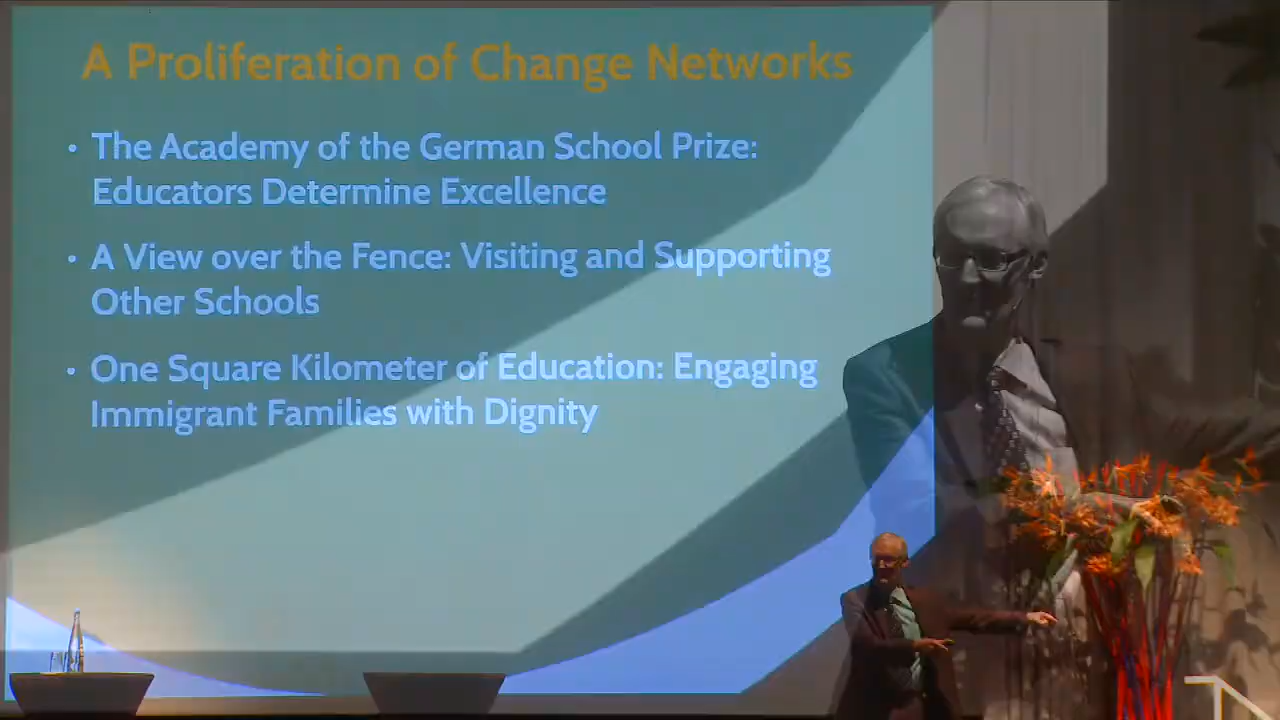 A Proliferation of Change Networks
• The Academy of the German School Prize:
Educators Determine Excellence
• A View over the Fence: Visiting and Supporting
Other Schools
• One Square Kilometer of Education: Engaging
Immigrant Families with Dignity